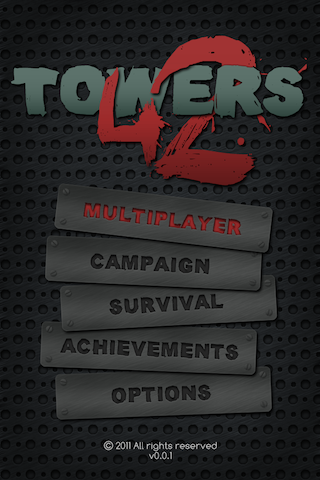 TOWERS
42
MULTIPLAYER
CAMPAIGN
SURVIVAL
ACHIEVEMENTS
OPTIONS
© 2011 All rights reserved
v0.0.1